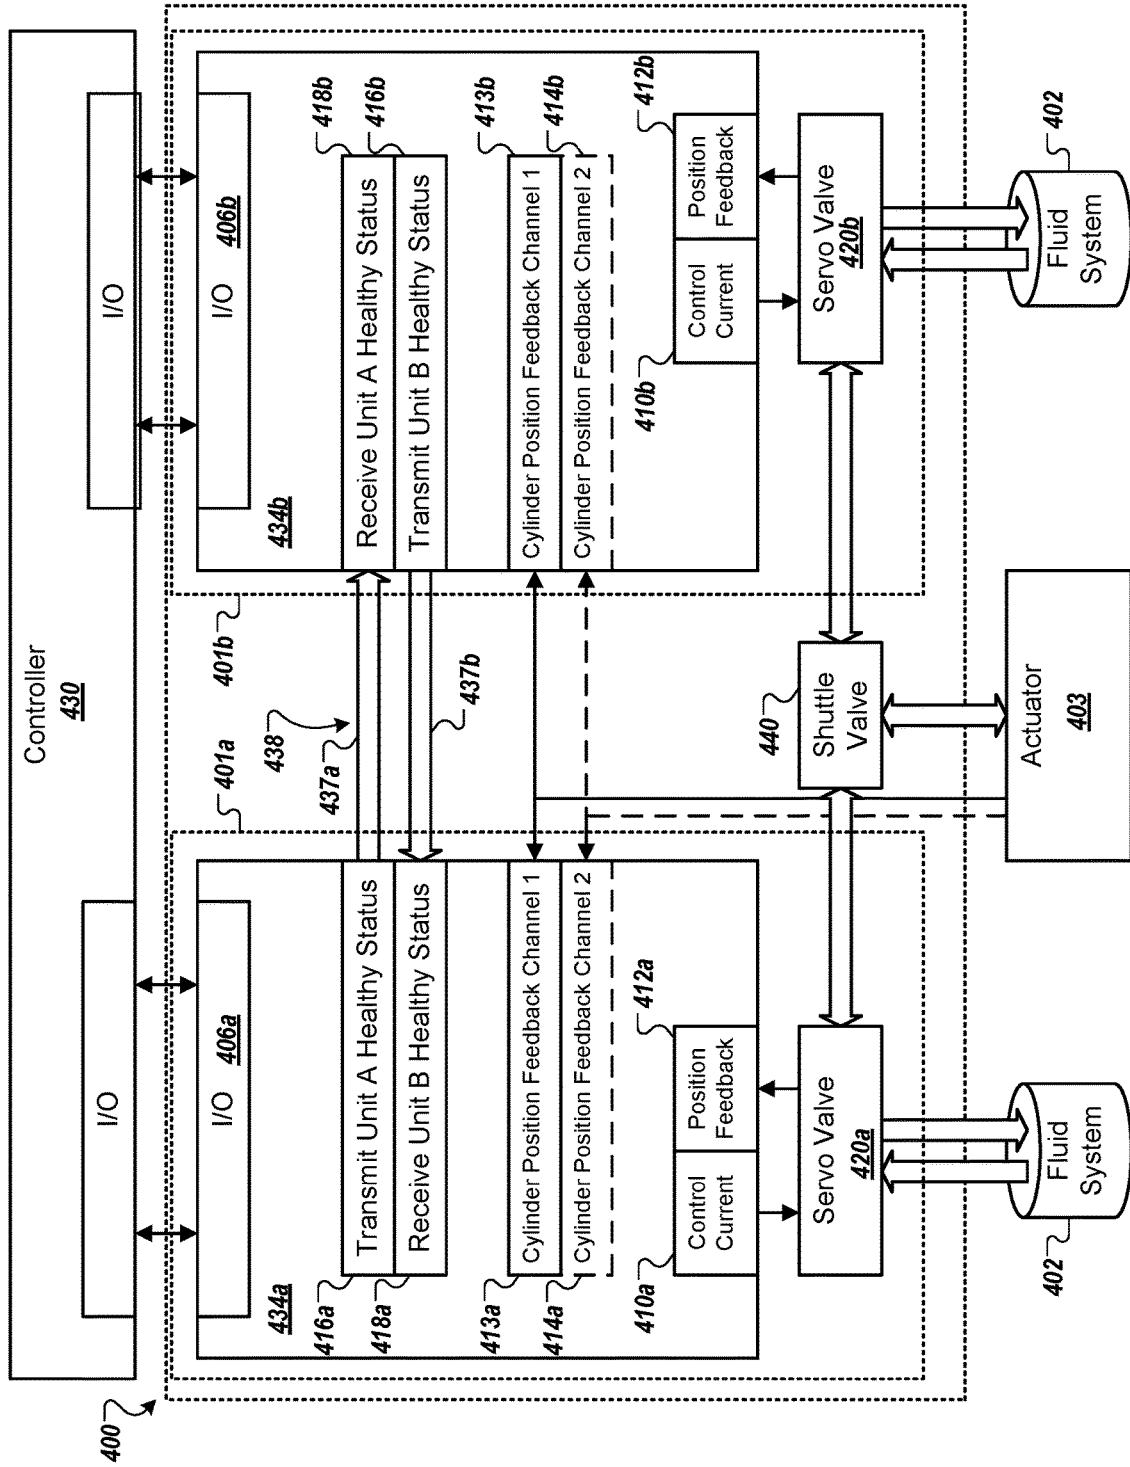 400
Controller
430
I/O
I/O
401a
401b
I/O
406a
I/O
406b
434a
434b
416a
Transmit Unit A Healthy Status
418a
Receive Unit B Healthy Status
438
437a
437b
Receive Unit A Healthy Status
418b
Transmit Unit B Healthy Status
416b
413a
Cylinder Position Feedback Channel 1
414a
Cylinder Position Feedback Channel 2
Cylinder Position Feedback Channel 1
413b
Cylinder Position Feedback Channel 2
414b
410a
Control
Current
Position
Feedback
412a
410b
Control
Current
Position
Feedback
412b
Servo Valve
420a
440
Shuttle
Valve
Servo Valve
420b
402
Fluid
System
Actuator
403
Fluid
System
402